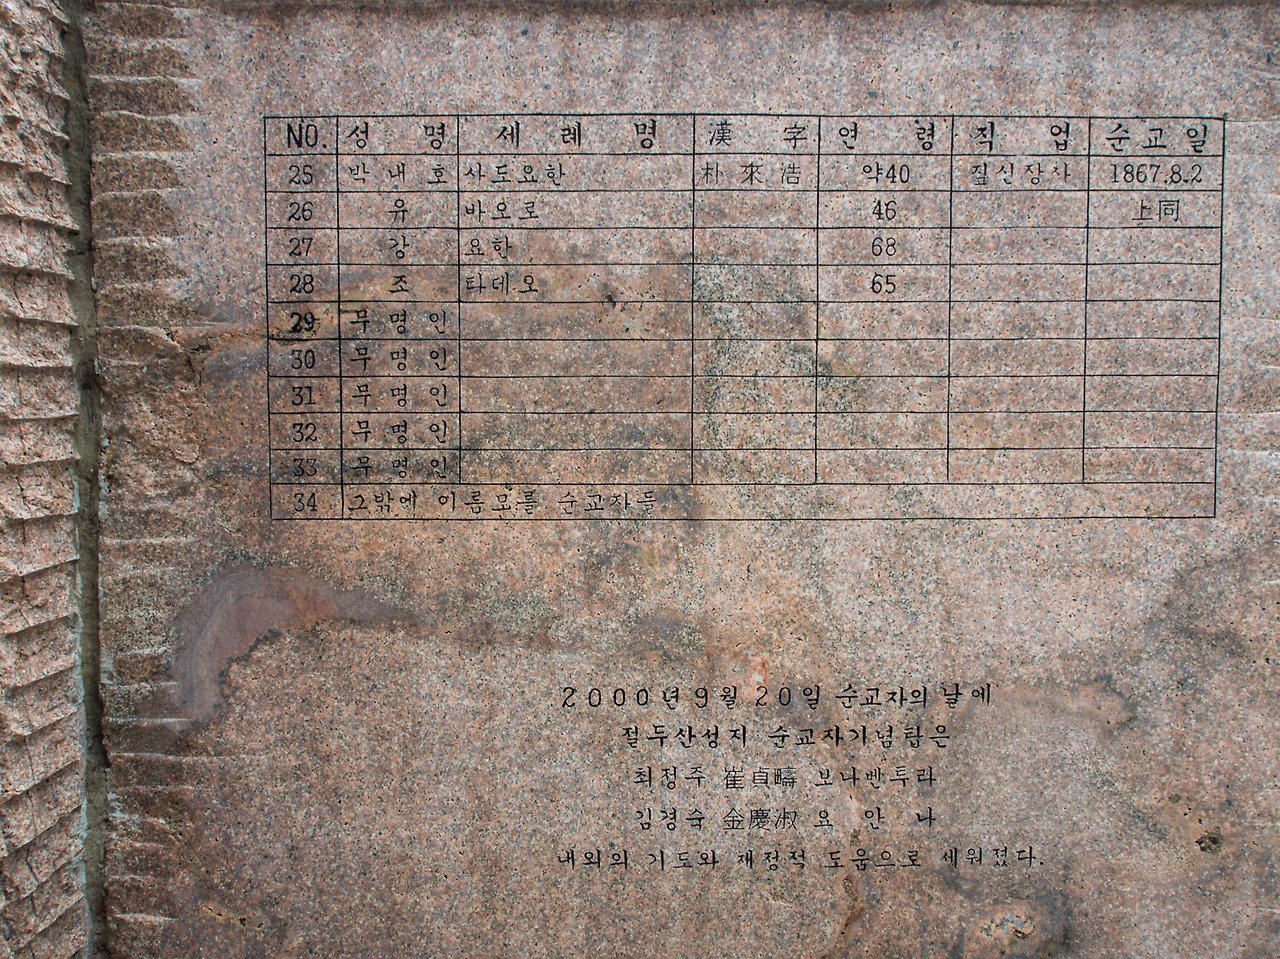 NO. 성 명 세 례 명 漢 字 연 령 직 업 순교일
25 박 내 호 사도요한 朴 來 浩 약40 짚신장사 1867.8.2
26 유 바오로 46 上同
27 강 요한 68
28 조 타데오 65
29 무 명 인
30 무 명 인
31 무 명 인
32 무 명 인
33 무 명 인
34 그밖에 이름모를 순교자들
2000년 9월 20일 순교자의 날에
절두산성지 순교자기념탑은
최정주 崔貞疇 보나벤투라
김경숙 金慶淑 요 안 나
내외의 기도와 재정적 도움으로 세워졌다.